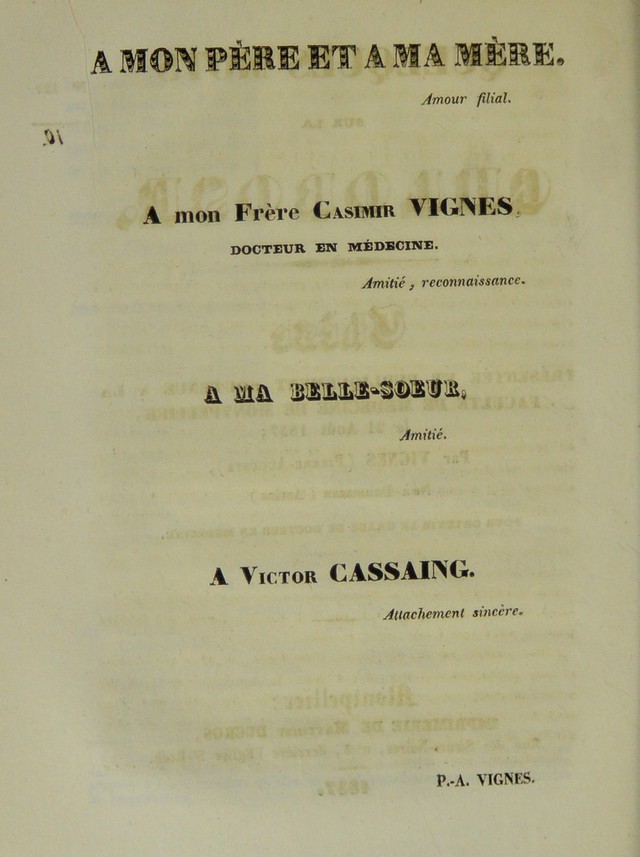 A MON PÈRE ET A MA MÈRE.
Amour filial.
A mon Frère CASIMIR VIGNES,
DOCTEUR EN MÉDECINE.
Amitié, reconnaissance.
A MA BELLE-SOEUR,
Amitié.
A VICTOR CASSAING.
Attachement sincère.
P.-A. VIGNES.